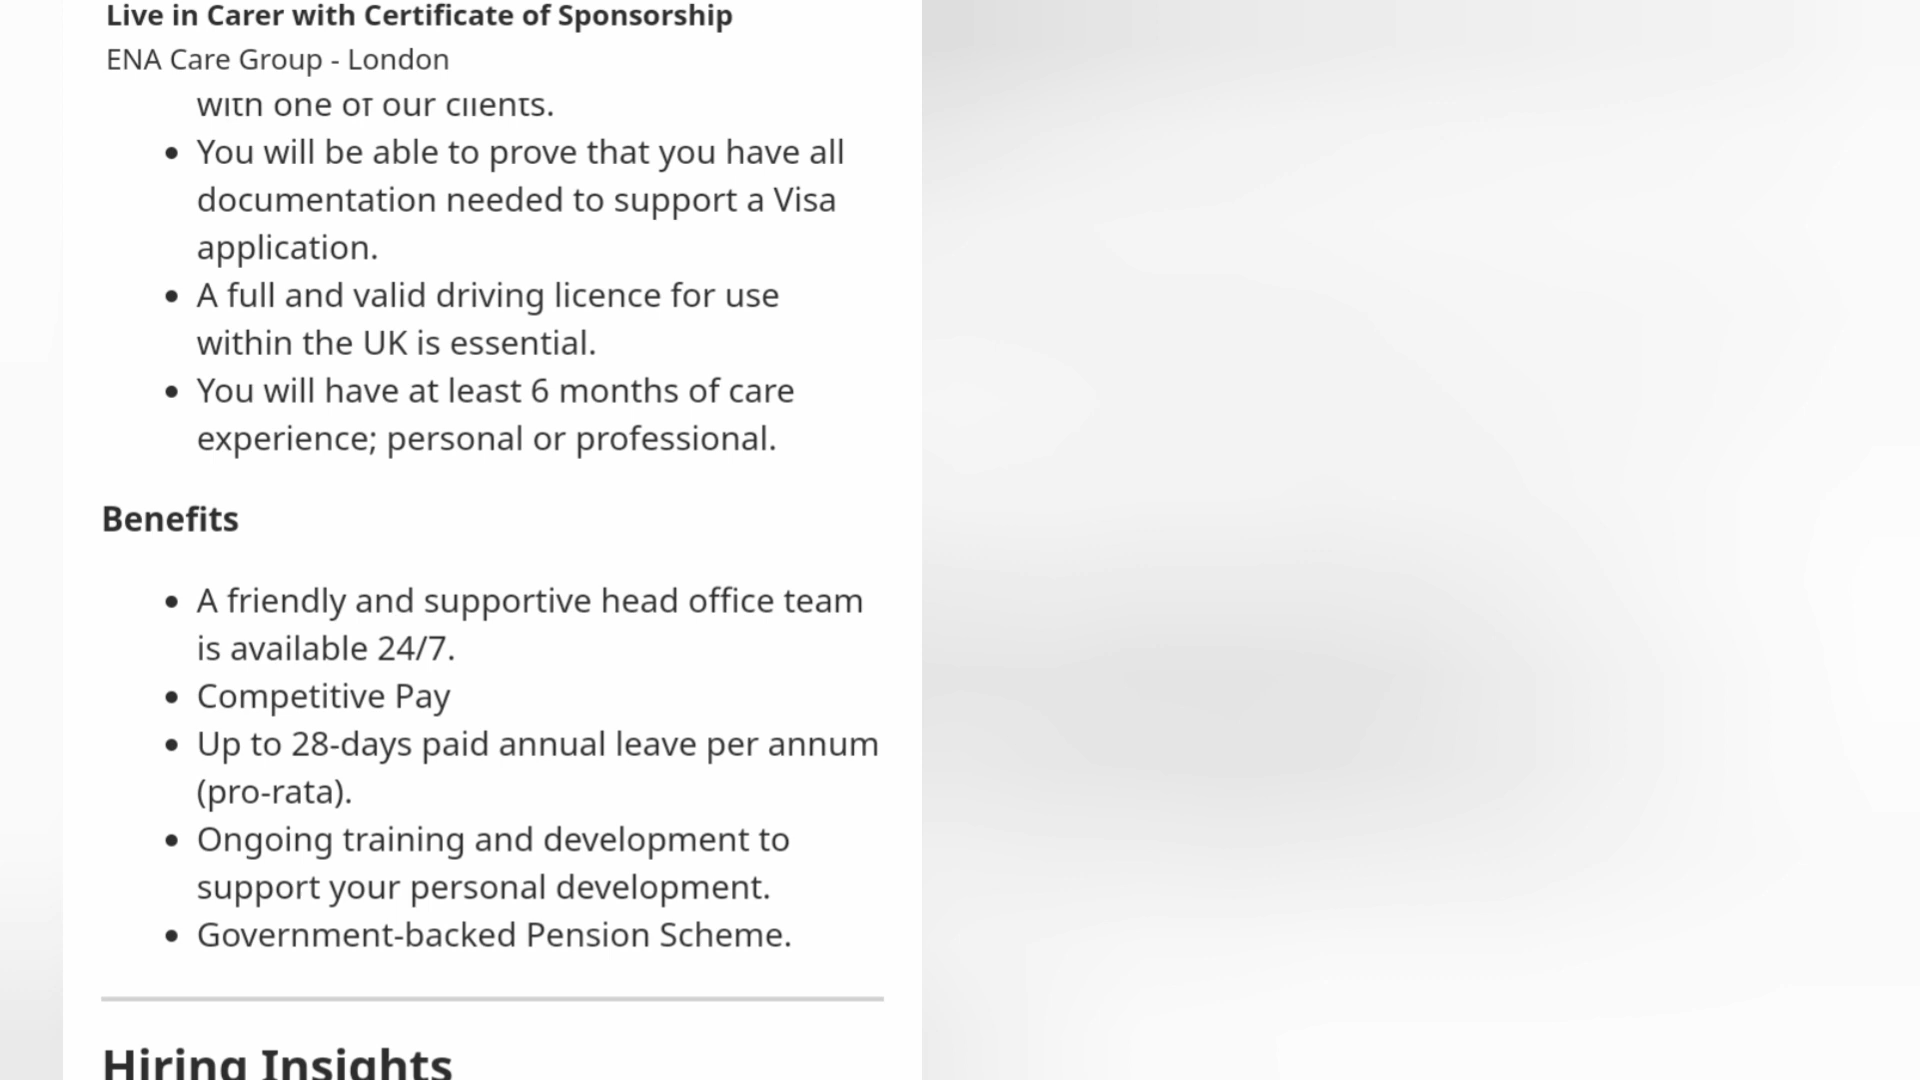 Live in Carer with Certificate of Sponsorship
ENA Care Group - London
with one of our clients.
• You will be able to prove that you have all
documentation needed to support a Visa
application.
• A full and valid driving licence for use
within the UK is essential.
• You will have at least 6 months of care
experience; personal or professional.
Benefits
• A friendly and supportive head office team
is available 24/7.
• Competitive Pay
• Up to 28-days paid annual leave per annum
(pro-rata).
• Ongoing training and development to
support your personal development.
• Government-backed Pension Scheme.
Hiring Insights